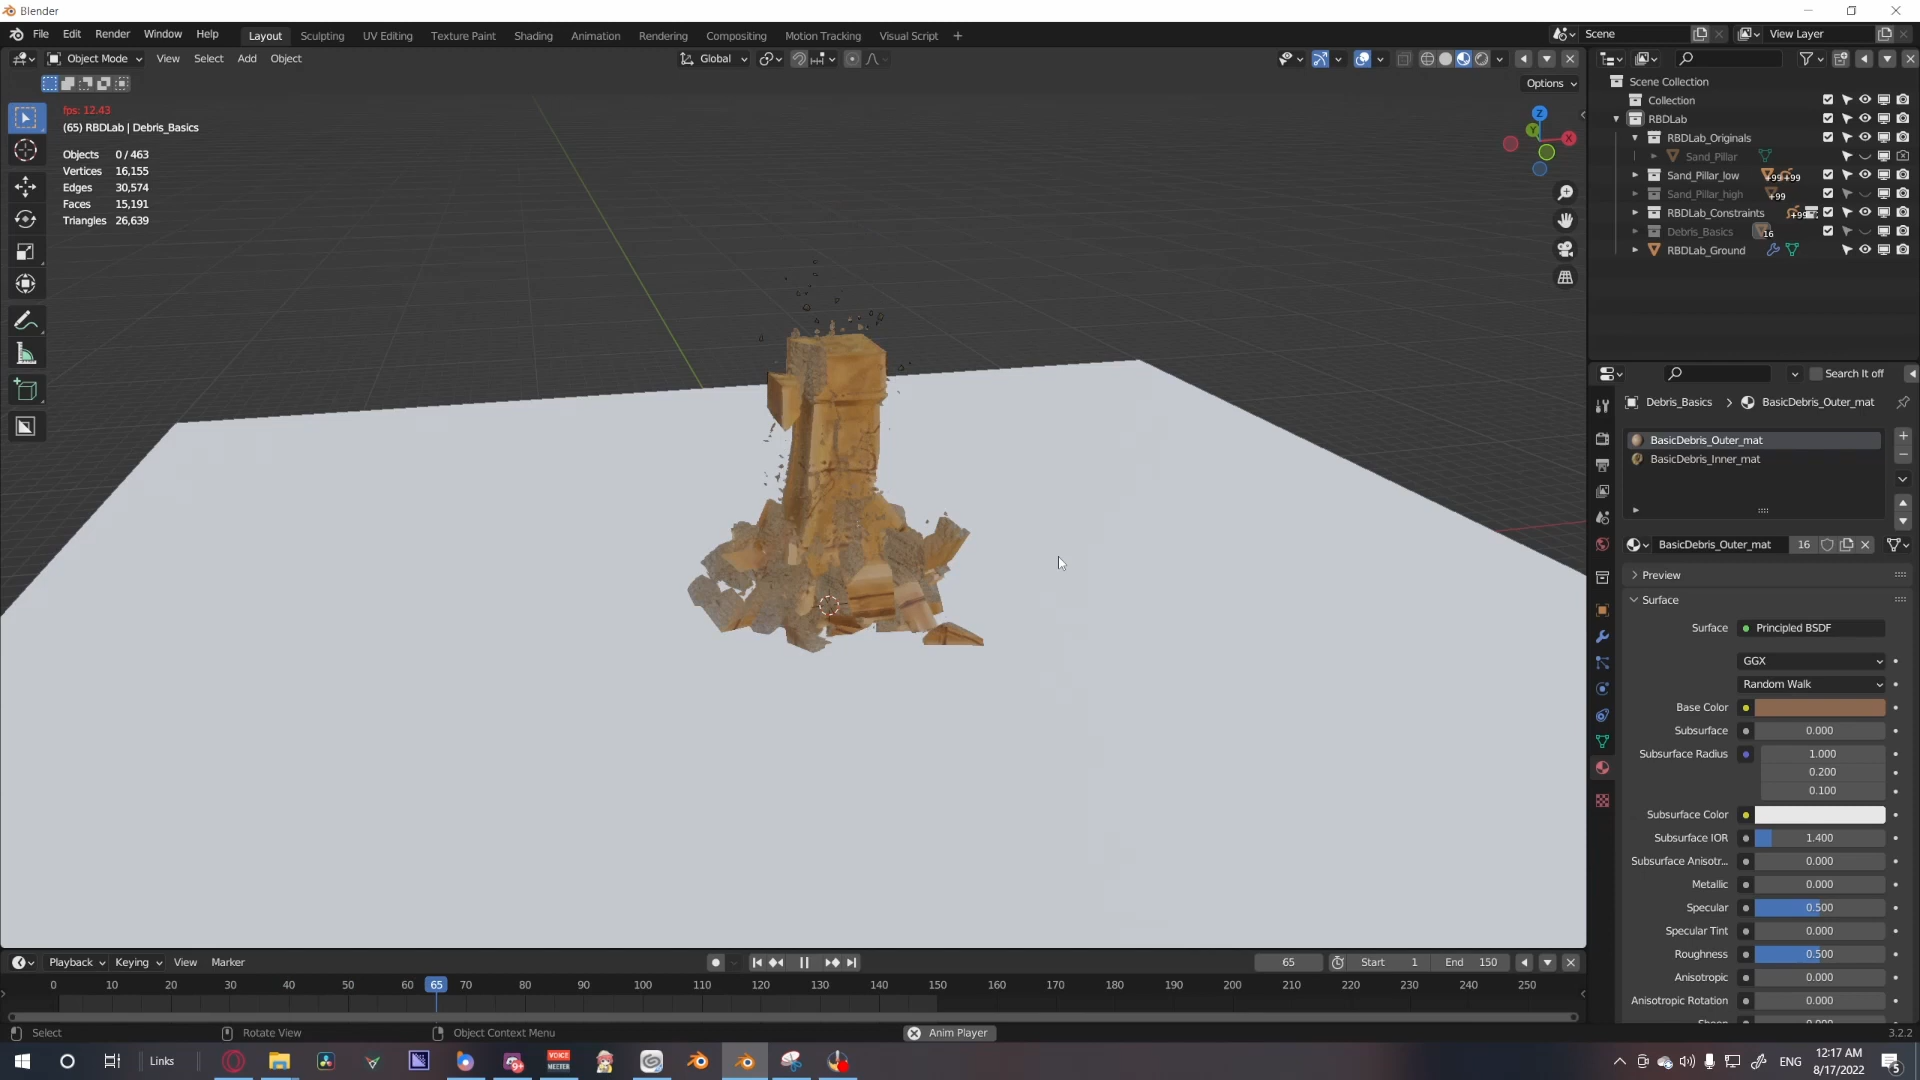 Blender
File Edit Render Window Help Layout Sculpting UV Editing Texture Paint Shading Animation Rendering Compositing Motion Tracking Visual Script + Scene View Layer
Object Mode View Select Add Object Global
Options
fps: 12.43
(65) RBDLab | Debris_Basics
Objects 0 / 463
Vertices 16,155
Edges 30,574
Faces 15,191
Triangles 26,639
Z
Y
X
Scene Collection
Collection
RBDLab
RBDLab_Originals
Sand_Pillar
Sand_Pillar_low +99 +99
Sand_Pillar_high +99
RBDLab_Constraints
Debris_Basics 16
RBDLab_Ground
Search It off
Debris_Basics > BasicDebris_Outer_mat
BasicDebris_Outer_mat
BasicDebris_Inner_mat
BasicDebris_Outer_mat 16
Preview
Surface
Surface Principled BSDF
GGX
Random Walk
Base Color
Subsurface 0.000
Subsurface Radius 1.000
0.200
0.100
Subsurface Color
Subsurface IOR 1.400
Subsurface Anisotr... 0.000
Metallic 0.000
Specular 0.500
Specular Tint 0.000
Roughness 0.500
Anisotropic 0.000
Anisotropic Rotation 0.000
Playback Keying View Marker 65 Start 1 End 150
0 10 20 30 40 50 60 65 70 80 90 100 110 120 130 140 150 160 170 180 190 200 210 220 230 240 250
Select Rotate View Object Context Menu Anim Player 3.2.2
Links VOICE MEETER ENG 12:17 AM
8/17/2022 5